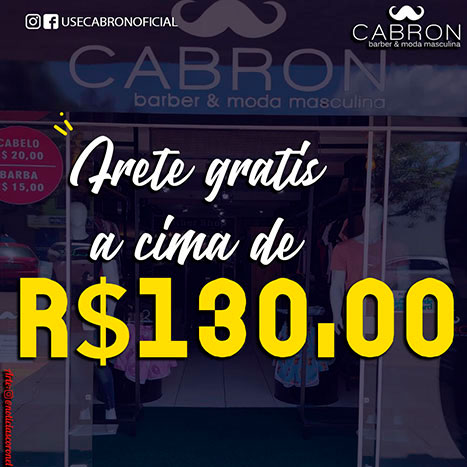 USECABRONOFICIAL
CABRON
barber & moda masculina
CABRON
barber & moda masculina
CABELO
R$ 20,00
BARBA
R$ 15,00
Frete gratis
a cima de
R$130,00